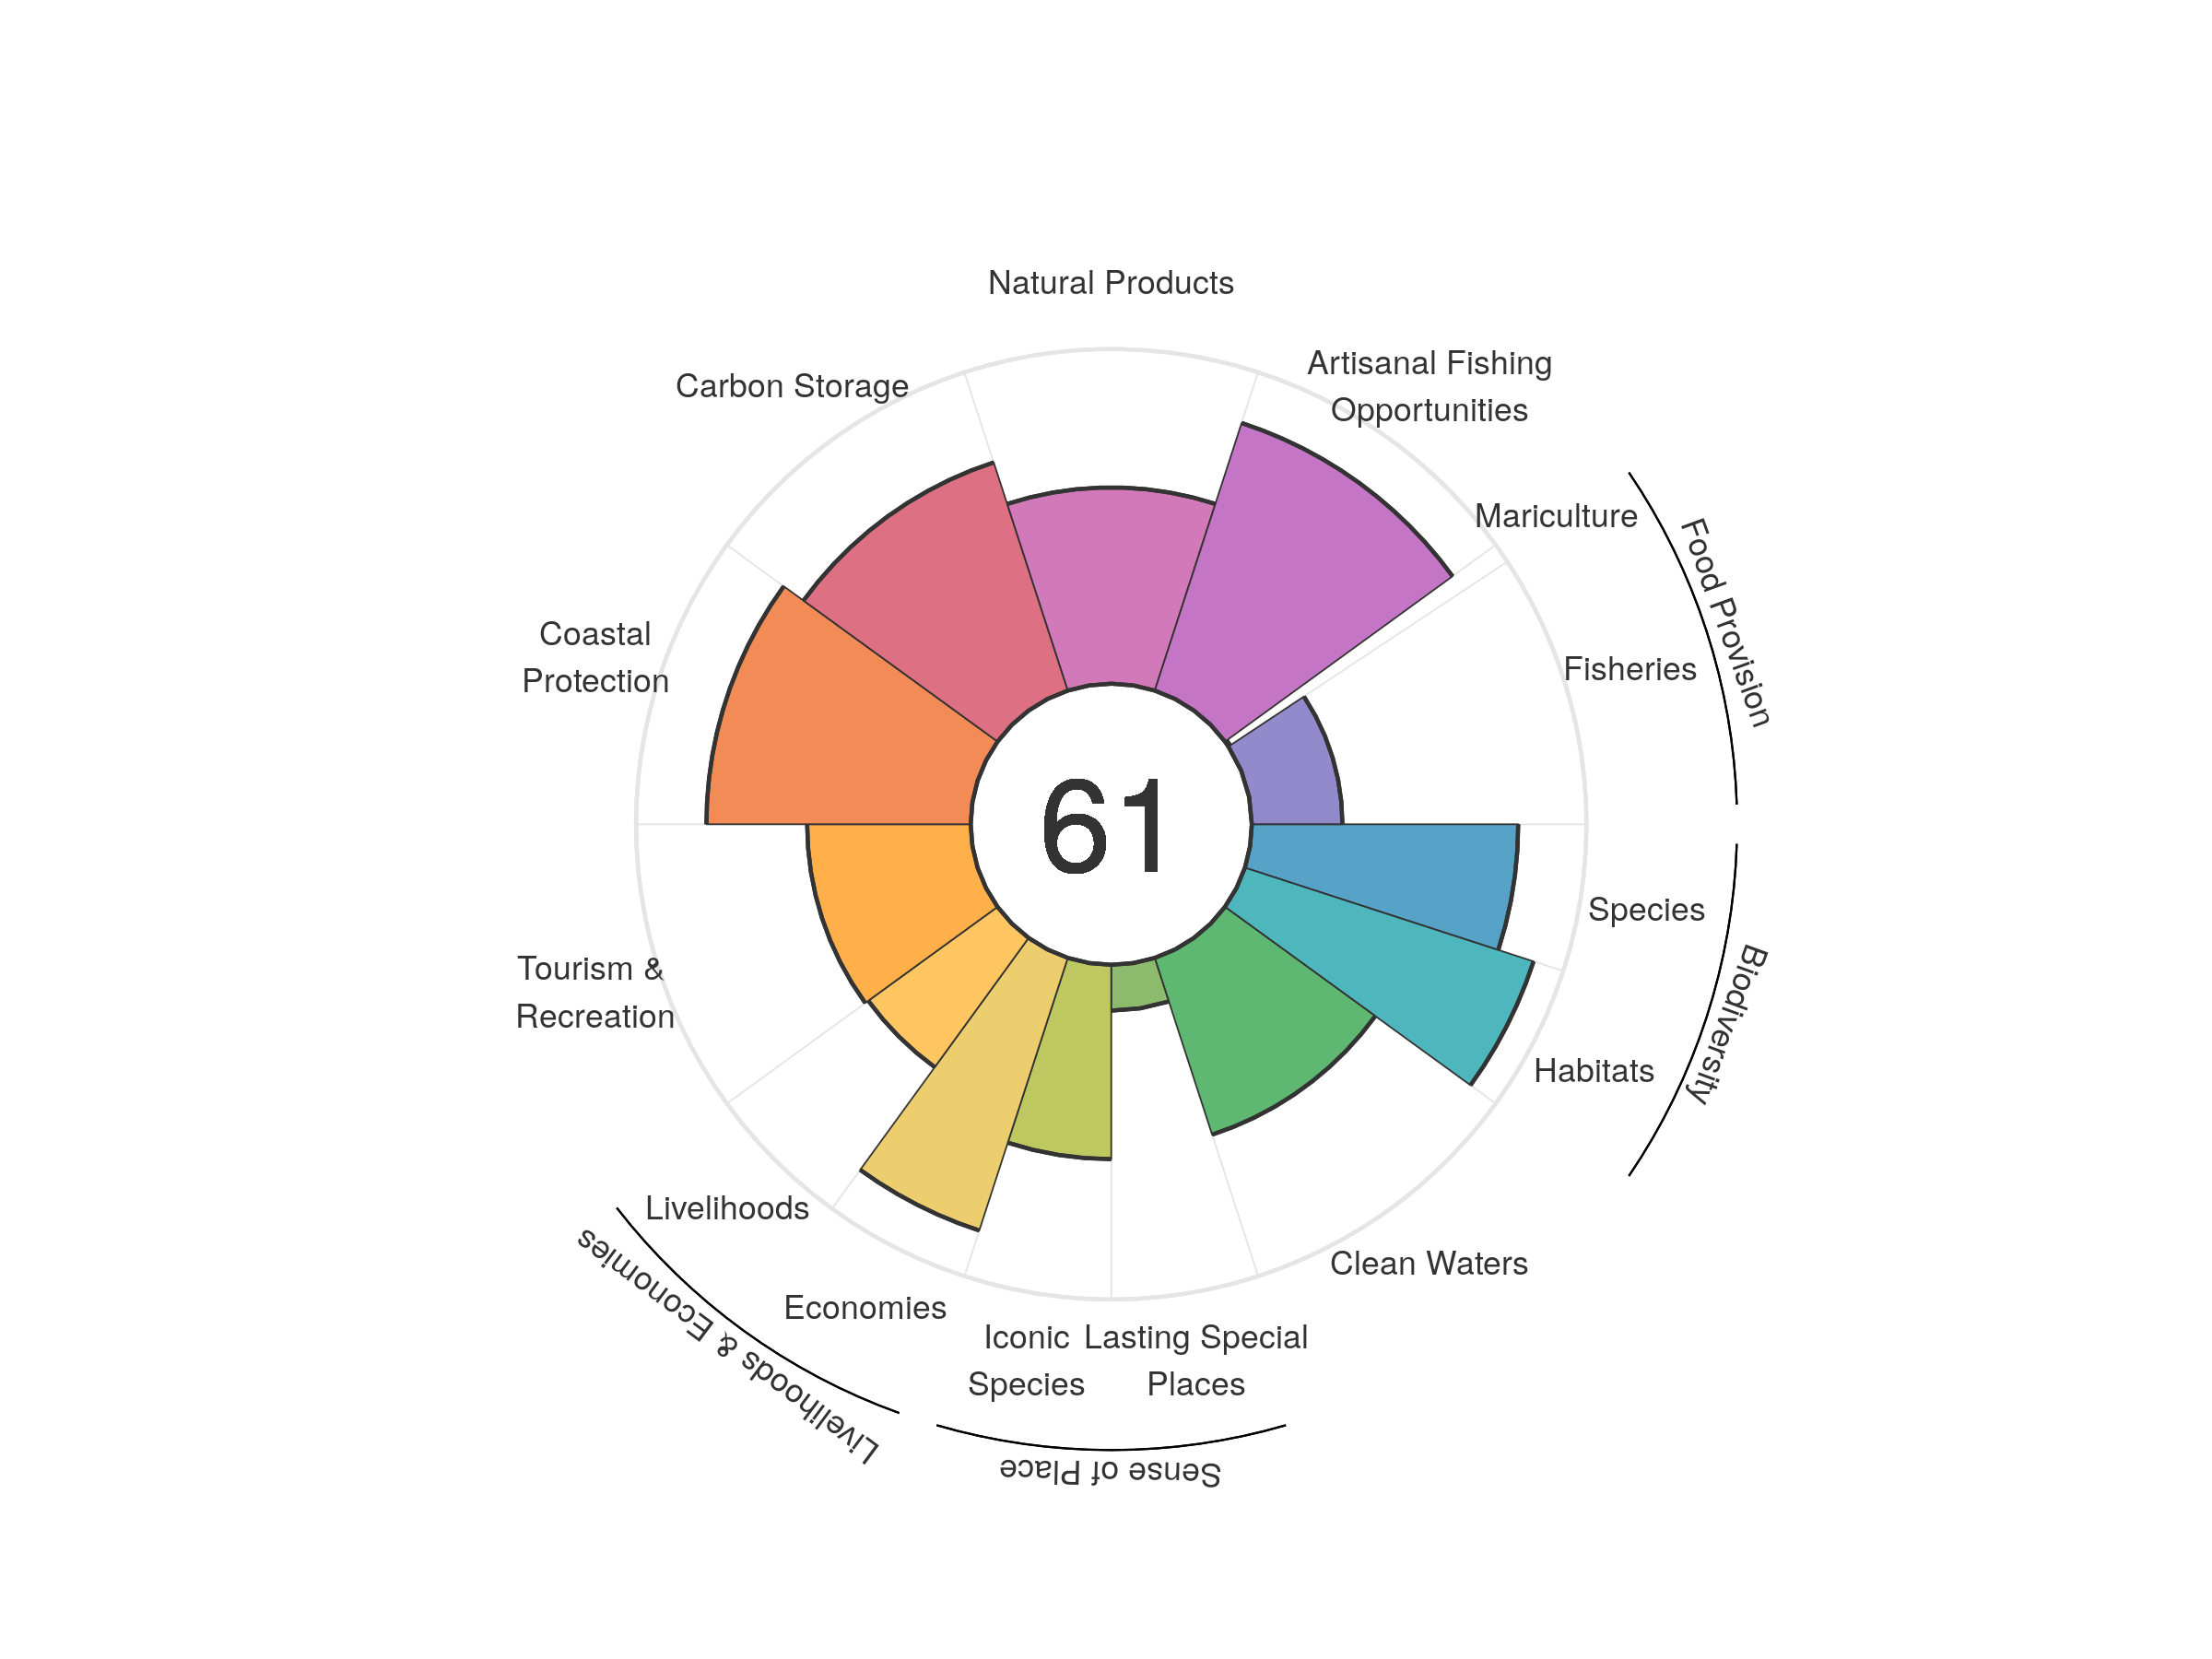 Natural Products
Artisanal Fishing
Opportunities
Carbon Storage
Mariculture
Food Provision
Coastal
Protection
Fisheries
61
Species
Biodiversity
Tourism &
Recreation
Habitats
Livelihoods
Livelihoods & Economies
Clean Waters
Economies
Iconic
Species
Lasting Special
Places
Sense of Place